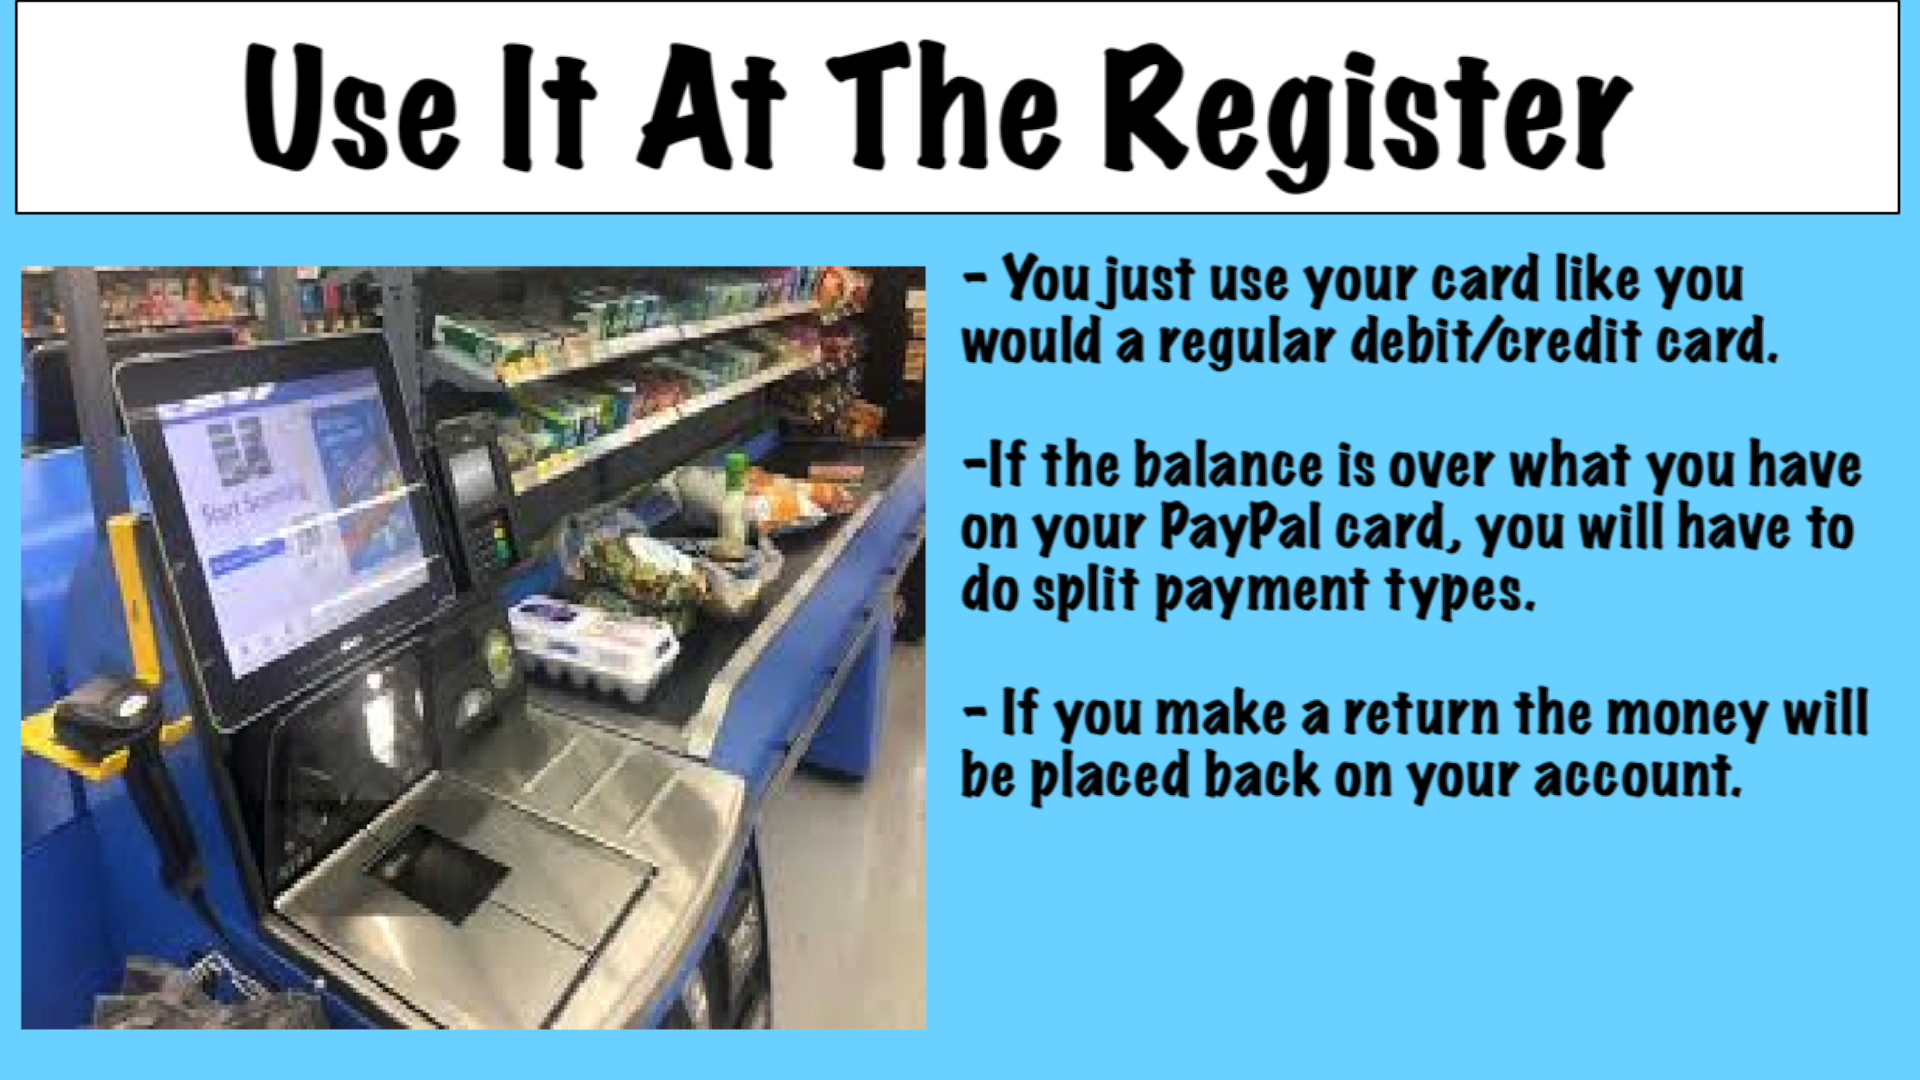 Use It At The Register
- You just use your card like you
would a regular debit/credit card.
-If the balance is over what you have
on your PayPal card, you will have to
do split payment types.
- If you make a return the money will
be placed back on your account.
Start Scanning